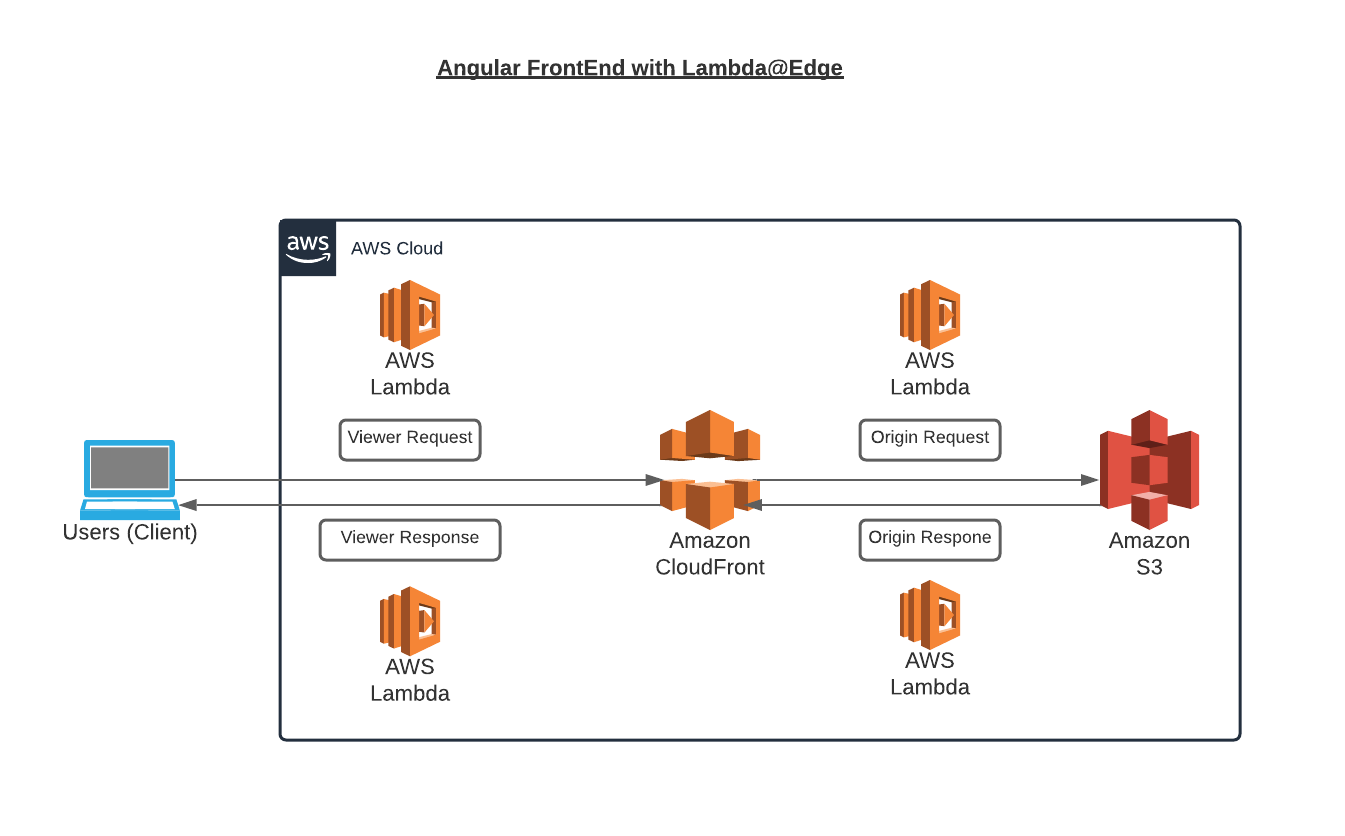 Angular FrontEnd with Lambda@Edge
aws
AWS Cloud
AWS
Lambda
AWS
Lambda
Viewer Request
Origin Request
Users (Client)
Viewer Response
Origin Respone
Amazon
CloudFront
Amazon
S3
AWS
Lambda
AWS
Lambda